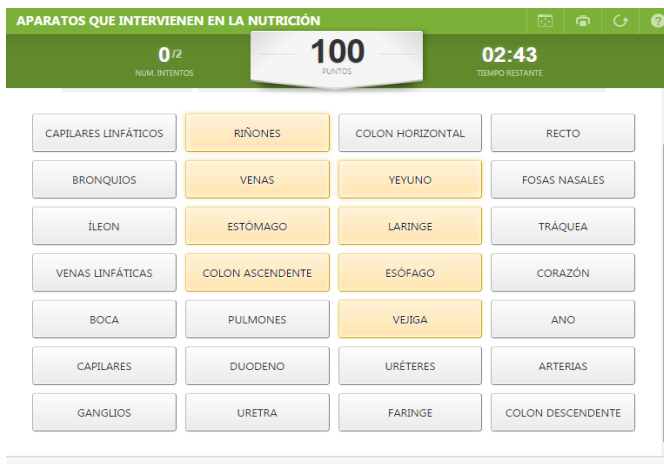 APARATOS QUE INTERVIENEN EN LA NUTRICIÓN
0/2
NUM. INTENTOS
100
PUNTOS
02:43
TIEMPO RESTANTE
CAPILARES LINFÁTICOS RIÑONES COLON HORIZONTAL RECTO
BRONQUIOS VENAS YEYUNO FOSAS NASALES
ÍLEON ESTÓMAGO LARINGE TRÁQUEA
VENAS LINFÁTICAS COLON ASCENDENTE ESÓFAGO CORAZÓN
BOCA PULMONES VEJIGA ANO
CAPILARES DUODENO URÉTERES ARTERIAS
GANGLIOS URETRA FARINGE COLON DESCENDENTE